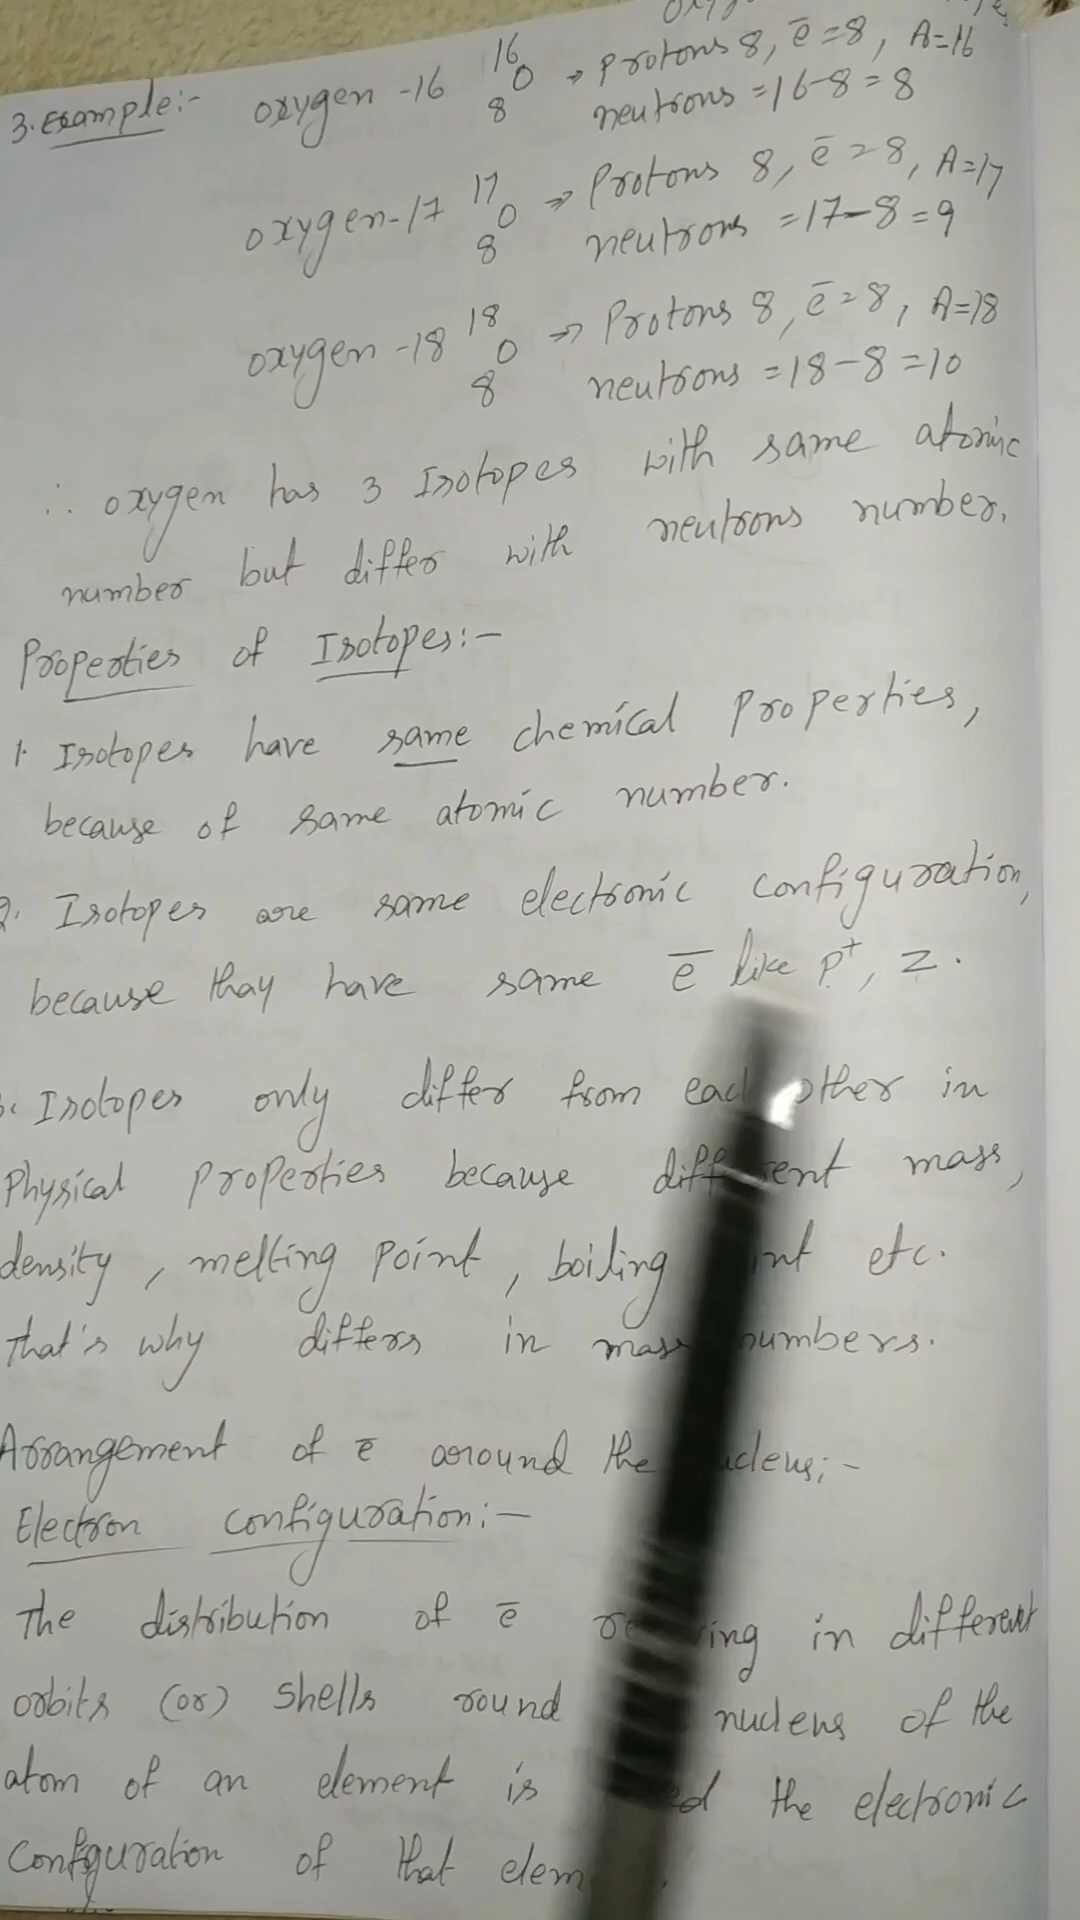 3. Example:- oxygen -16 16 8 O => protons 8, ē=8, A=16
neutrons =16-8=8
oxygen-17 17 8 O => Protons 8, ē=8, A=17
neutrons =17-8=9
oxygen -18 18 8 O => Protons 8, ē=8, A=18
neutrons =18-8=10
∴ oxygen has 3 Isotopes with same atomic
number but differ with neutrons number.
Properties of Isotopes:-
1. Isotopes have same chemical properties,
because of same atomic number.
2. Isotopes are same electronic configuration,
because thay have same ē like p+, z.
Isotopes only differ from each other in
Physical properties because different mass,
density, melting point, boiling etc.
That's why differs in mass numbers.
Arrangement of ē around the
Electron configuration:-
The distribution of ē in different
orbits (or) shells round nucleus of the
atom of an element is the electronic
Configuration of that